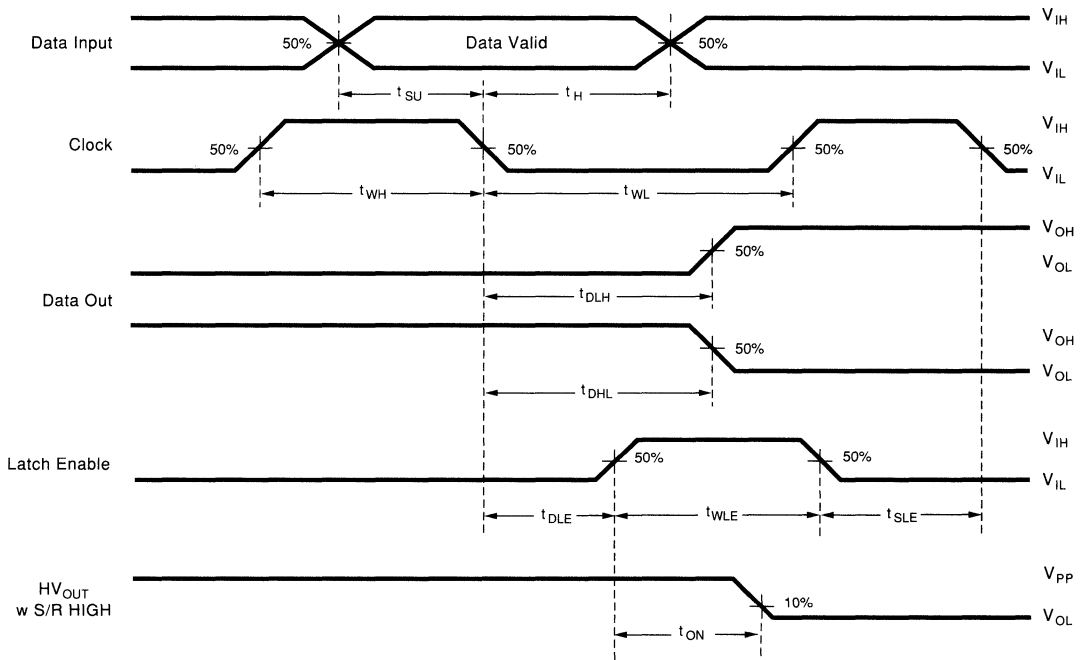 V_IH
Data Input 50% Data Valid 50%
V_IL
t_SU t_H
V_IH
Clock 50% 50% 50% 50%
V_IL
t_WH t_WL
V_OH
50%
V_OL
t_DLH
Data Out
V_OH
50%
V_OL
t_DHL
V_IH
Latch Enable 50% 50%
V_IL
t_DLE t_WLE t_SLE
V_PP
HV_OUT
w S/R HIGH 10%
V_OL
t_ON